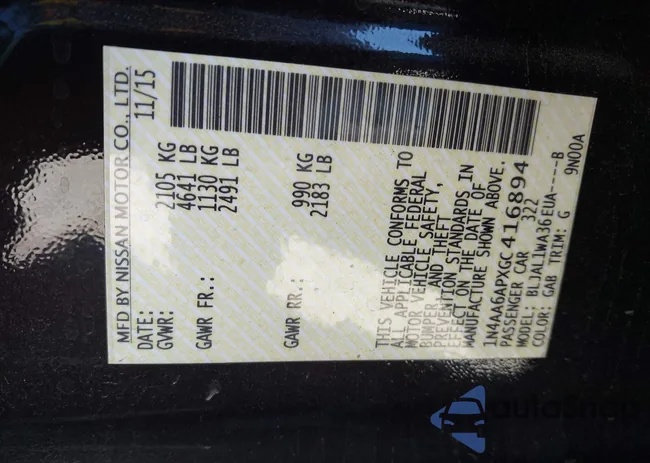 MFD BY NISSAN MOTOR CO., LTD.
DATE: 11/15
GVWR: 2105 KG
4641 LB
GAWR FR.: 1130 KG
2491 LB
GAWR RR.: 990 KG
2183 LB
THIS VEHICLE CONFORMS TO
ALL APPLICABLE FEDERAL
MOTOR VEHICLE SAFETY,
BUMPER, AND THEFT
PREVENTION STANDARDS IN
EFFECT ON THE DATE OF
MANUFACTURE SHOWN ABOVE.
1N4AA6APXGC416894
PASSENGER CAR 322
MODEL: BLJALIWA36EUA----B
COLOR: GAB TRIM: G 9N00A
autoSnap